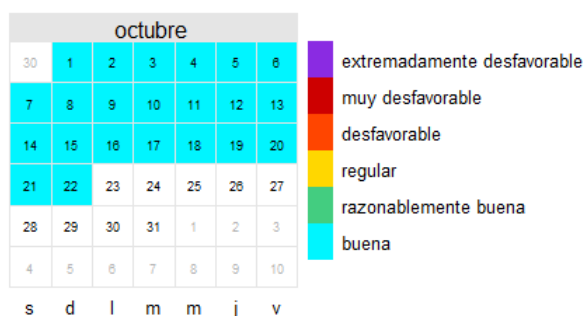 octubre
30 1 2 3 4 5 6
7 8 9 10 11 12 13
14 15 16 17 18 19 20
21 22 23 24 25 26 27
28 29 30 31 1 2 3
4 5 6 7 8 9 10
s d l m m j v
extremadamente desfavorable
muy desfavorable
desfavorable
regular
razonablemente buena
buena